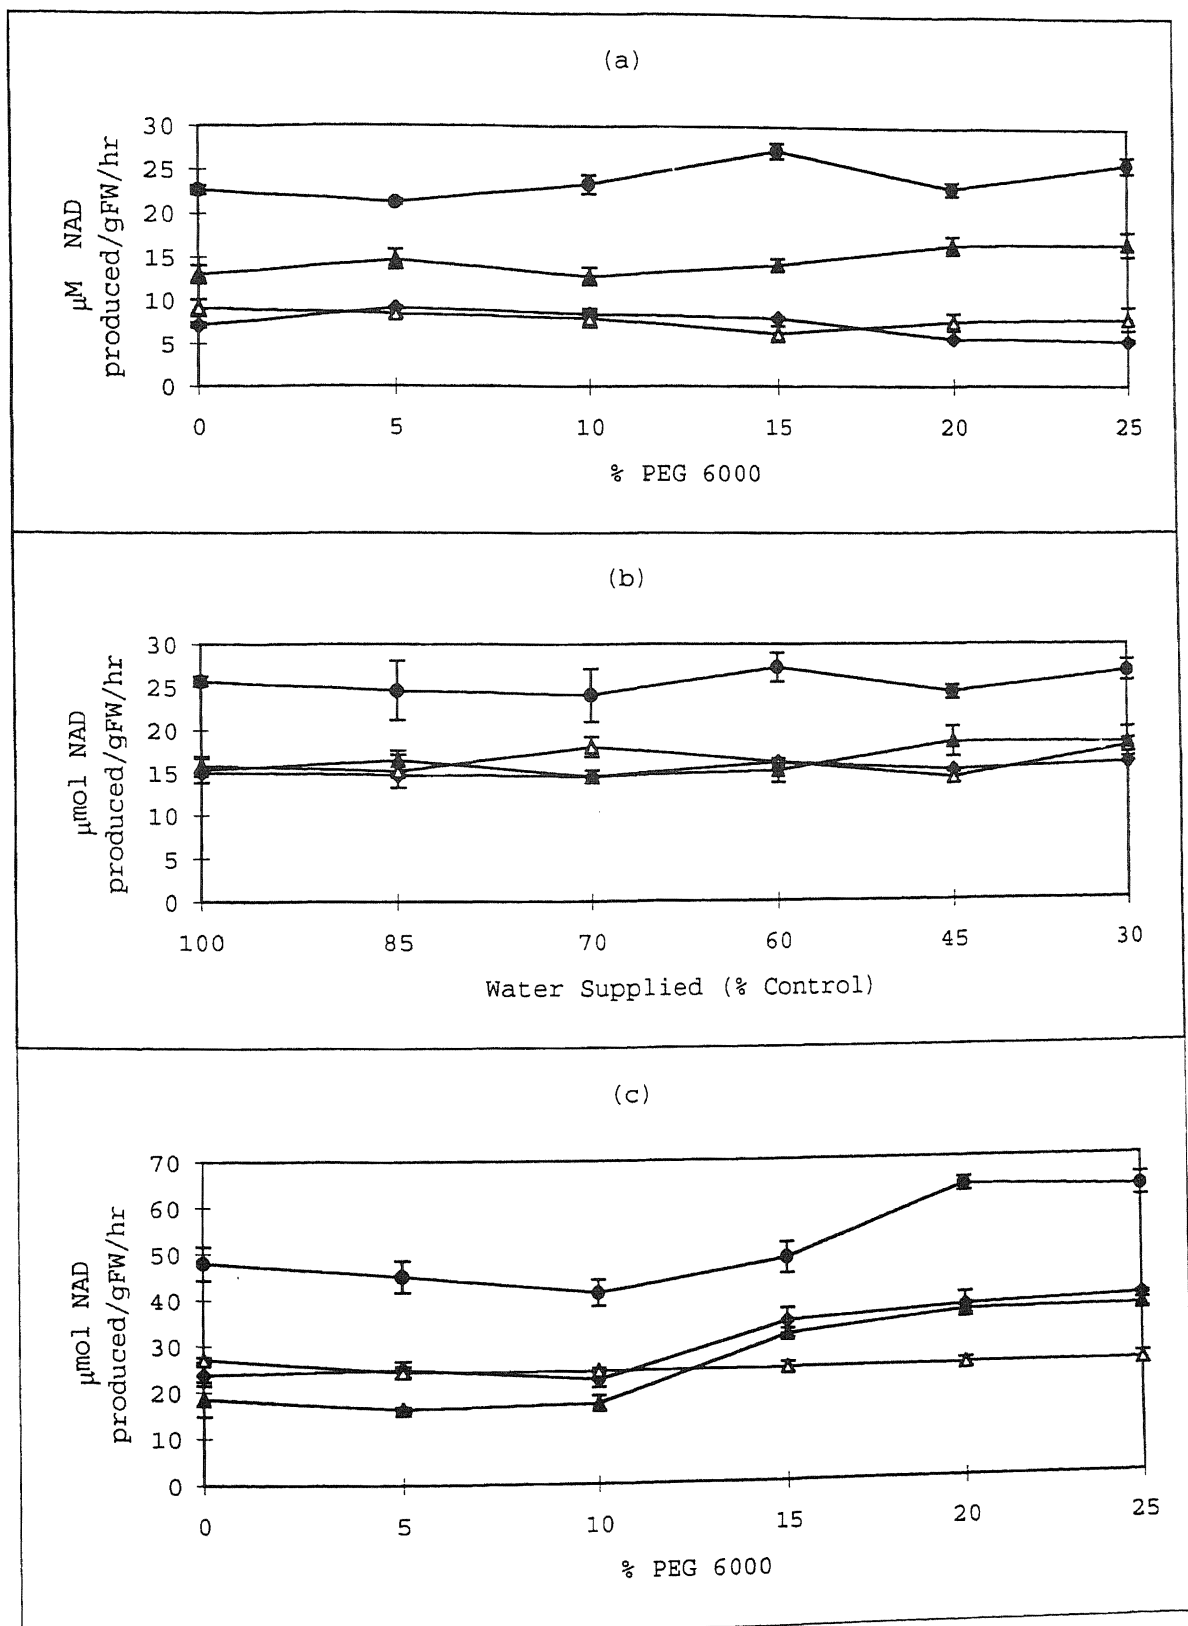 (a)
µM NAD
produced/gFW/hr
30
25
20
15
10
5
0
0 5 10 15 20 25
% PEG 6000
(b)
µmol NAD
produced/gFW/hr
30
25
20
15
10
5
0
100 85 70 60 45 30
Water Supplied (% Control)
(c)
µmol NAD
produced/gFW/hr
70
60
50
40
30
20
10
0
0 5 10 15 20 25
% PEG 6000